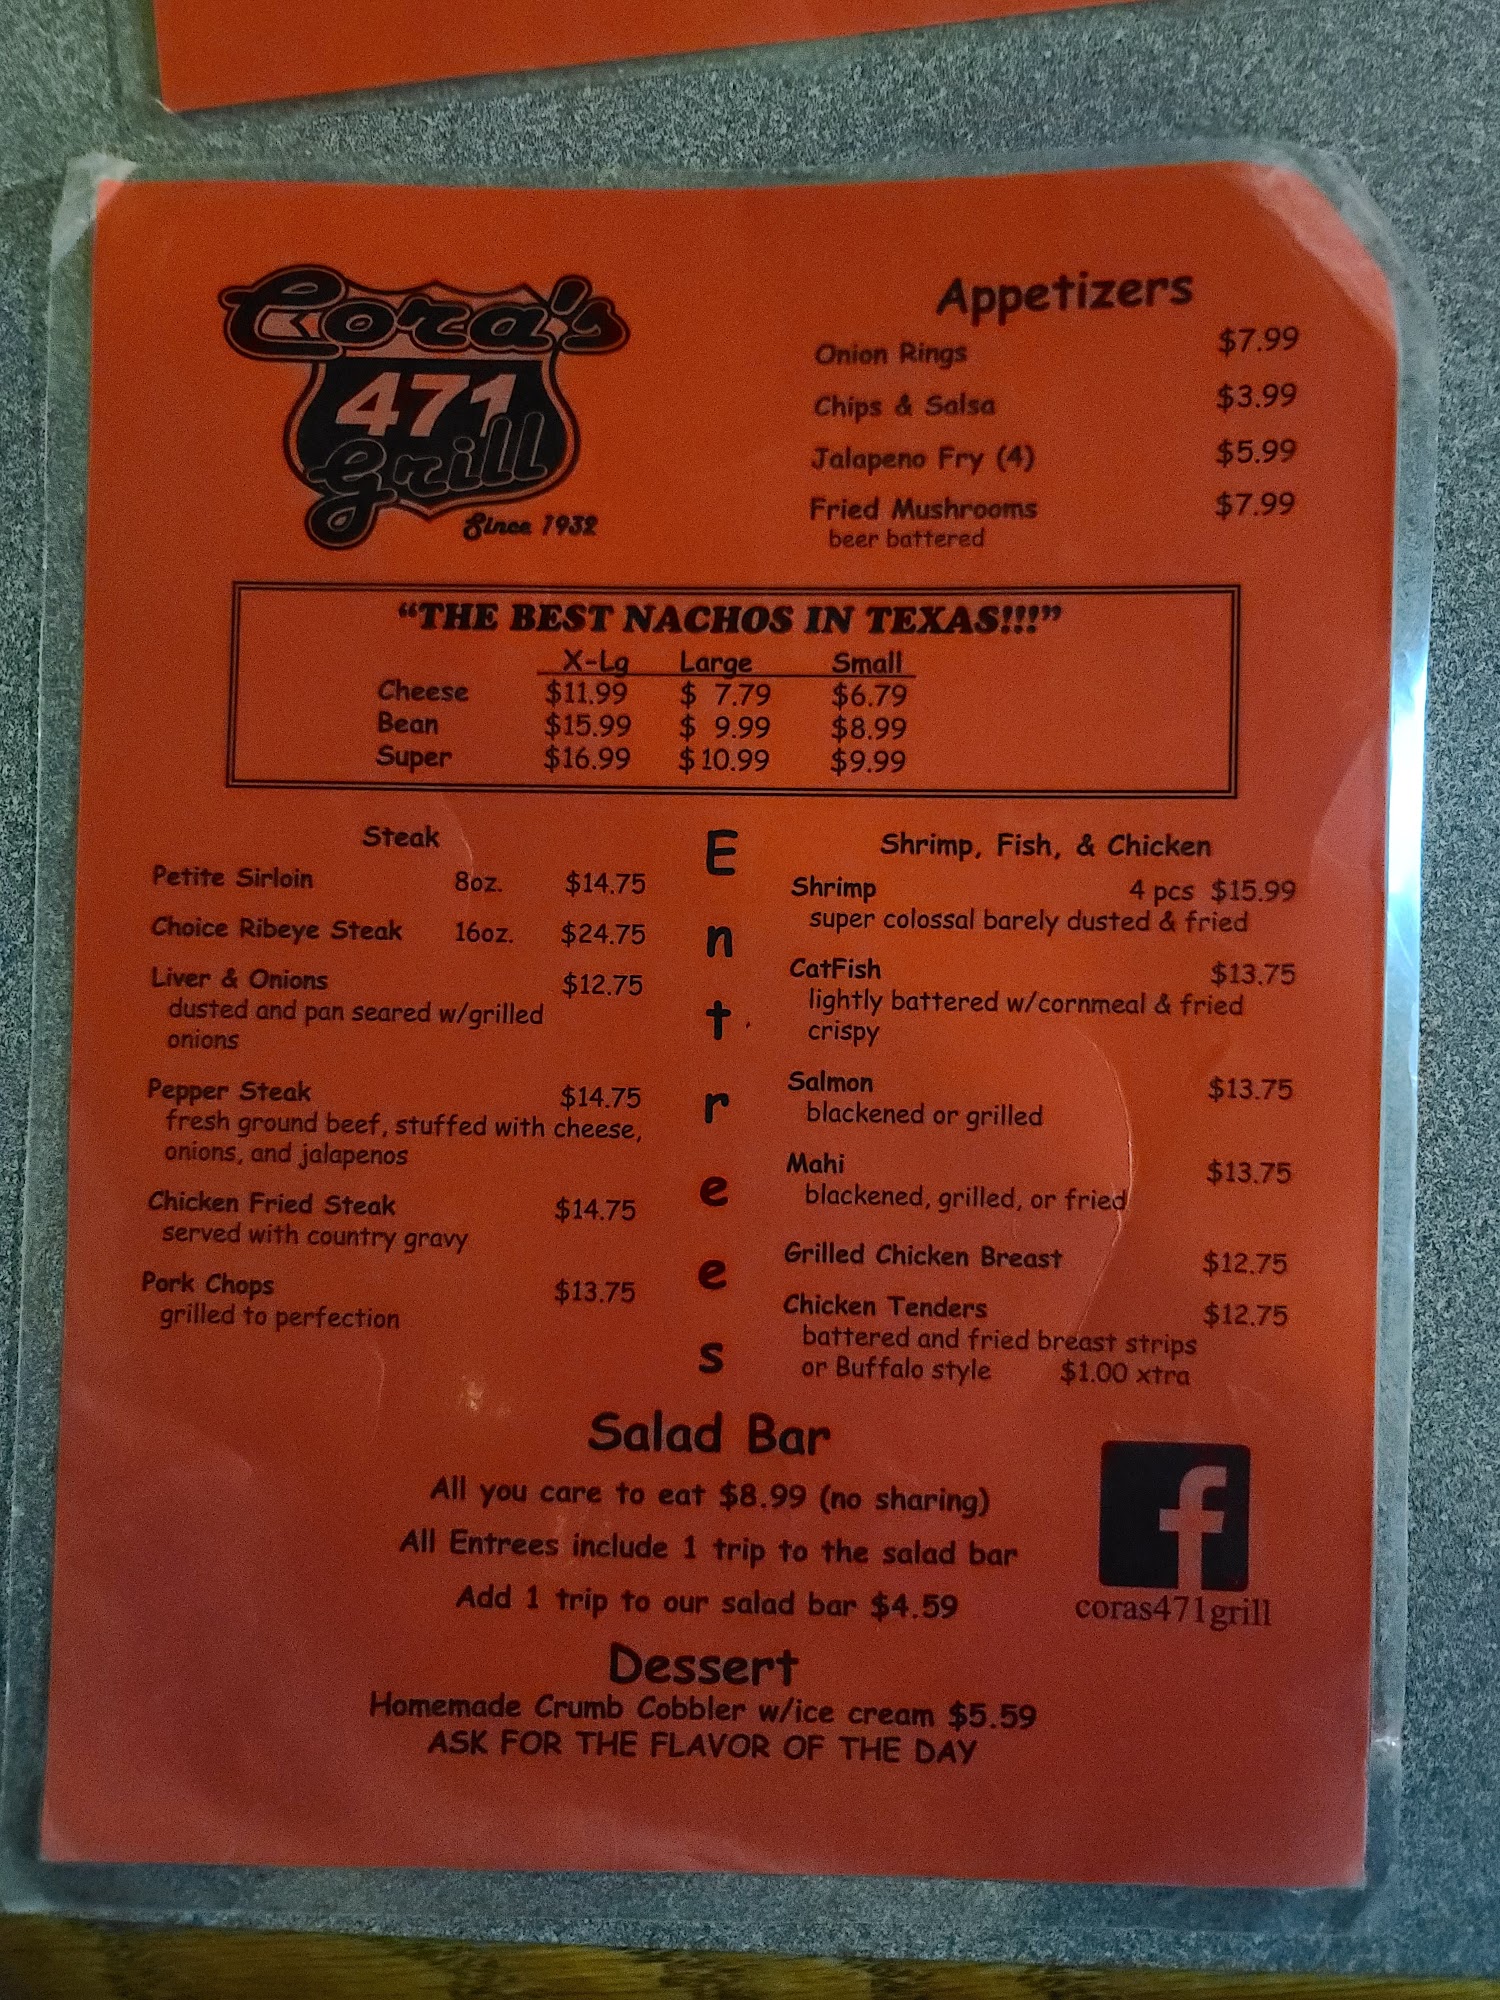 Cora's
471
Grill
Since 1932
Appetizers
Onion Rings $7.99
Chips & Salsa $3.99
Jalapeno Fry (4) $5.99
Fried Mushrooms $7.99
beer battered
“THE BEST NACHOS IN TEXAS!!!”
X-Lg Large Small
Cheese $11.99 $ 7.79 $6.79
Bean $15.99 $ 9.99 $8.99
Super $16.99 $10.99 $9.99
Entrees
Steak
Petite Sirloin 8oz. $14.75
Choice Ribeye Steak 16oz. $24.75
Liver & Onions $12.75
dusted and pan seared w/grilled
onions
Pepper Steak $14.75
fresh ground beef, stuffed with cheese,
onions, and jalapenos
Chicken Fried Steak $14.75
served with country gravy
Pork Chops $13.75
grilled to perfection
Shrimp, Fish, & Chicken
Shrimp 4 pcs $15.99
super colossal barely dusted & fried
CatFish $13.75
lightly battered w/cornmeal & fried
crispy
Salmon $13.75
blackened or grilled
Mahi $13.75
blackened, grilled, or fried
Grilled Chicken Breast $12.75
Chicken Tenders $12.75
battered and fried breast strips
or Buffalo style $1.00 xtra
Salad Bar
All you care to eat $8.99 (no sharing)
All Entrees include 1 trip to the salad bar
Add 1 trip to our salad bar $4.59
f
coras471grill
Dessert
Homemade Crumb Cobbler w/ice cream $5.59
ASK FOR THE FLAVOR OF THE DAY